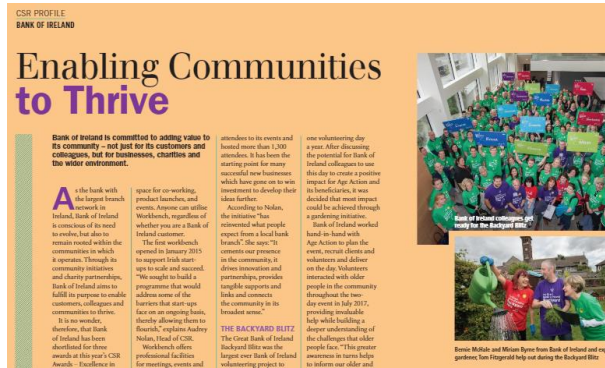 CSR PROFILE
BANK OF IRELAND
Enabling Communities
to Thrive
Bank of Ireland is committed to adding value to
its community – not just for its customers and
colleagues, but for businesses, charities and
the wider environment.
As the bank with
the largest branch
network in
Ireland, Bank of Ireland
is conscious of its need
to evolve, but also to
remain rooted within the
communities in which
it operates. Through its
community initiatives
and charity partnerships,
Bank of Ireland aims to
fulfill its purpose to enable
customers, colleagues and
communities to thrive.
It is no wonder,
therefore, that Bank
of Ireland has been
shortlisted for three
awards at this year's CSR
Awards – Excellence in
space for co-working,
product launches, and
events. Anyone can utilise
Workbench, regardless of
whether you are a Bank of
Ireland customer.
The first workbench
opened in January 2015
to support Irish start-
ups to scale and succeed.
"We sought to build a
programme that would
address some of the
barriers that start-ups
face on an ongoing basis,
thereby allowing them to
flourish," explains Audrey
Nolan, Head of CSR.
Workbench offers
professional facilities
for meetings, events and
attendees to its events and
hosted more than 1,300
attendees. It has been the
starting point for many
successful new businesses
which have gone on to win
investment to develop their
ideas further.
According to Nolan,
the initiative "has
reinvented what people
expect from a local bank
branch". She says: "It
cements our presence
in the community, it
drives innovation and
partnerships, provides
tangible supports and
links and connects
the community in its
broadest sense."
THE BACKYARD BLITZ
The Great Bank of Ireland
Backyard Blitz was the
largest ever Bank of Ireland
volunteering project to
one volunteering day
a year. After discussing
the potential for Bank of
Ireland colleagues to use
this day to create a positive
impact for Age Action and
its beneficiaries, it was
decided that most impact
could be achieved through
a gardening initiative.
Bank of Ireland worked
hand-in-hand with
Age Action to plan the
event, recruit clients and
volunteers and deliver
on the day. Volunteers
interacted with older
people in the community
throughout the two-
day event in July 2017,
providing invaluable
help while building a
deeper understanding of
the challenges that older
people face. "This greater
awareness in turns helps
to inform our older and
Bank of Ireland colleagues get
ready for the Backyard Blitz
Bernie McHale and Miriam Byrne from Bank of Ireland and
gardener, Tom Fitzgerald help out during the Backyard Blitz